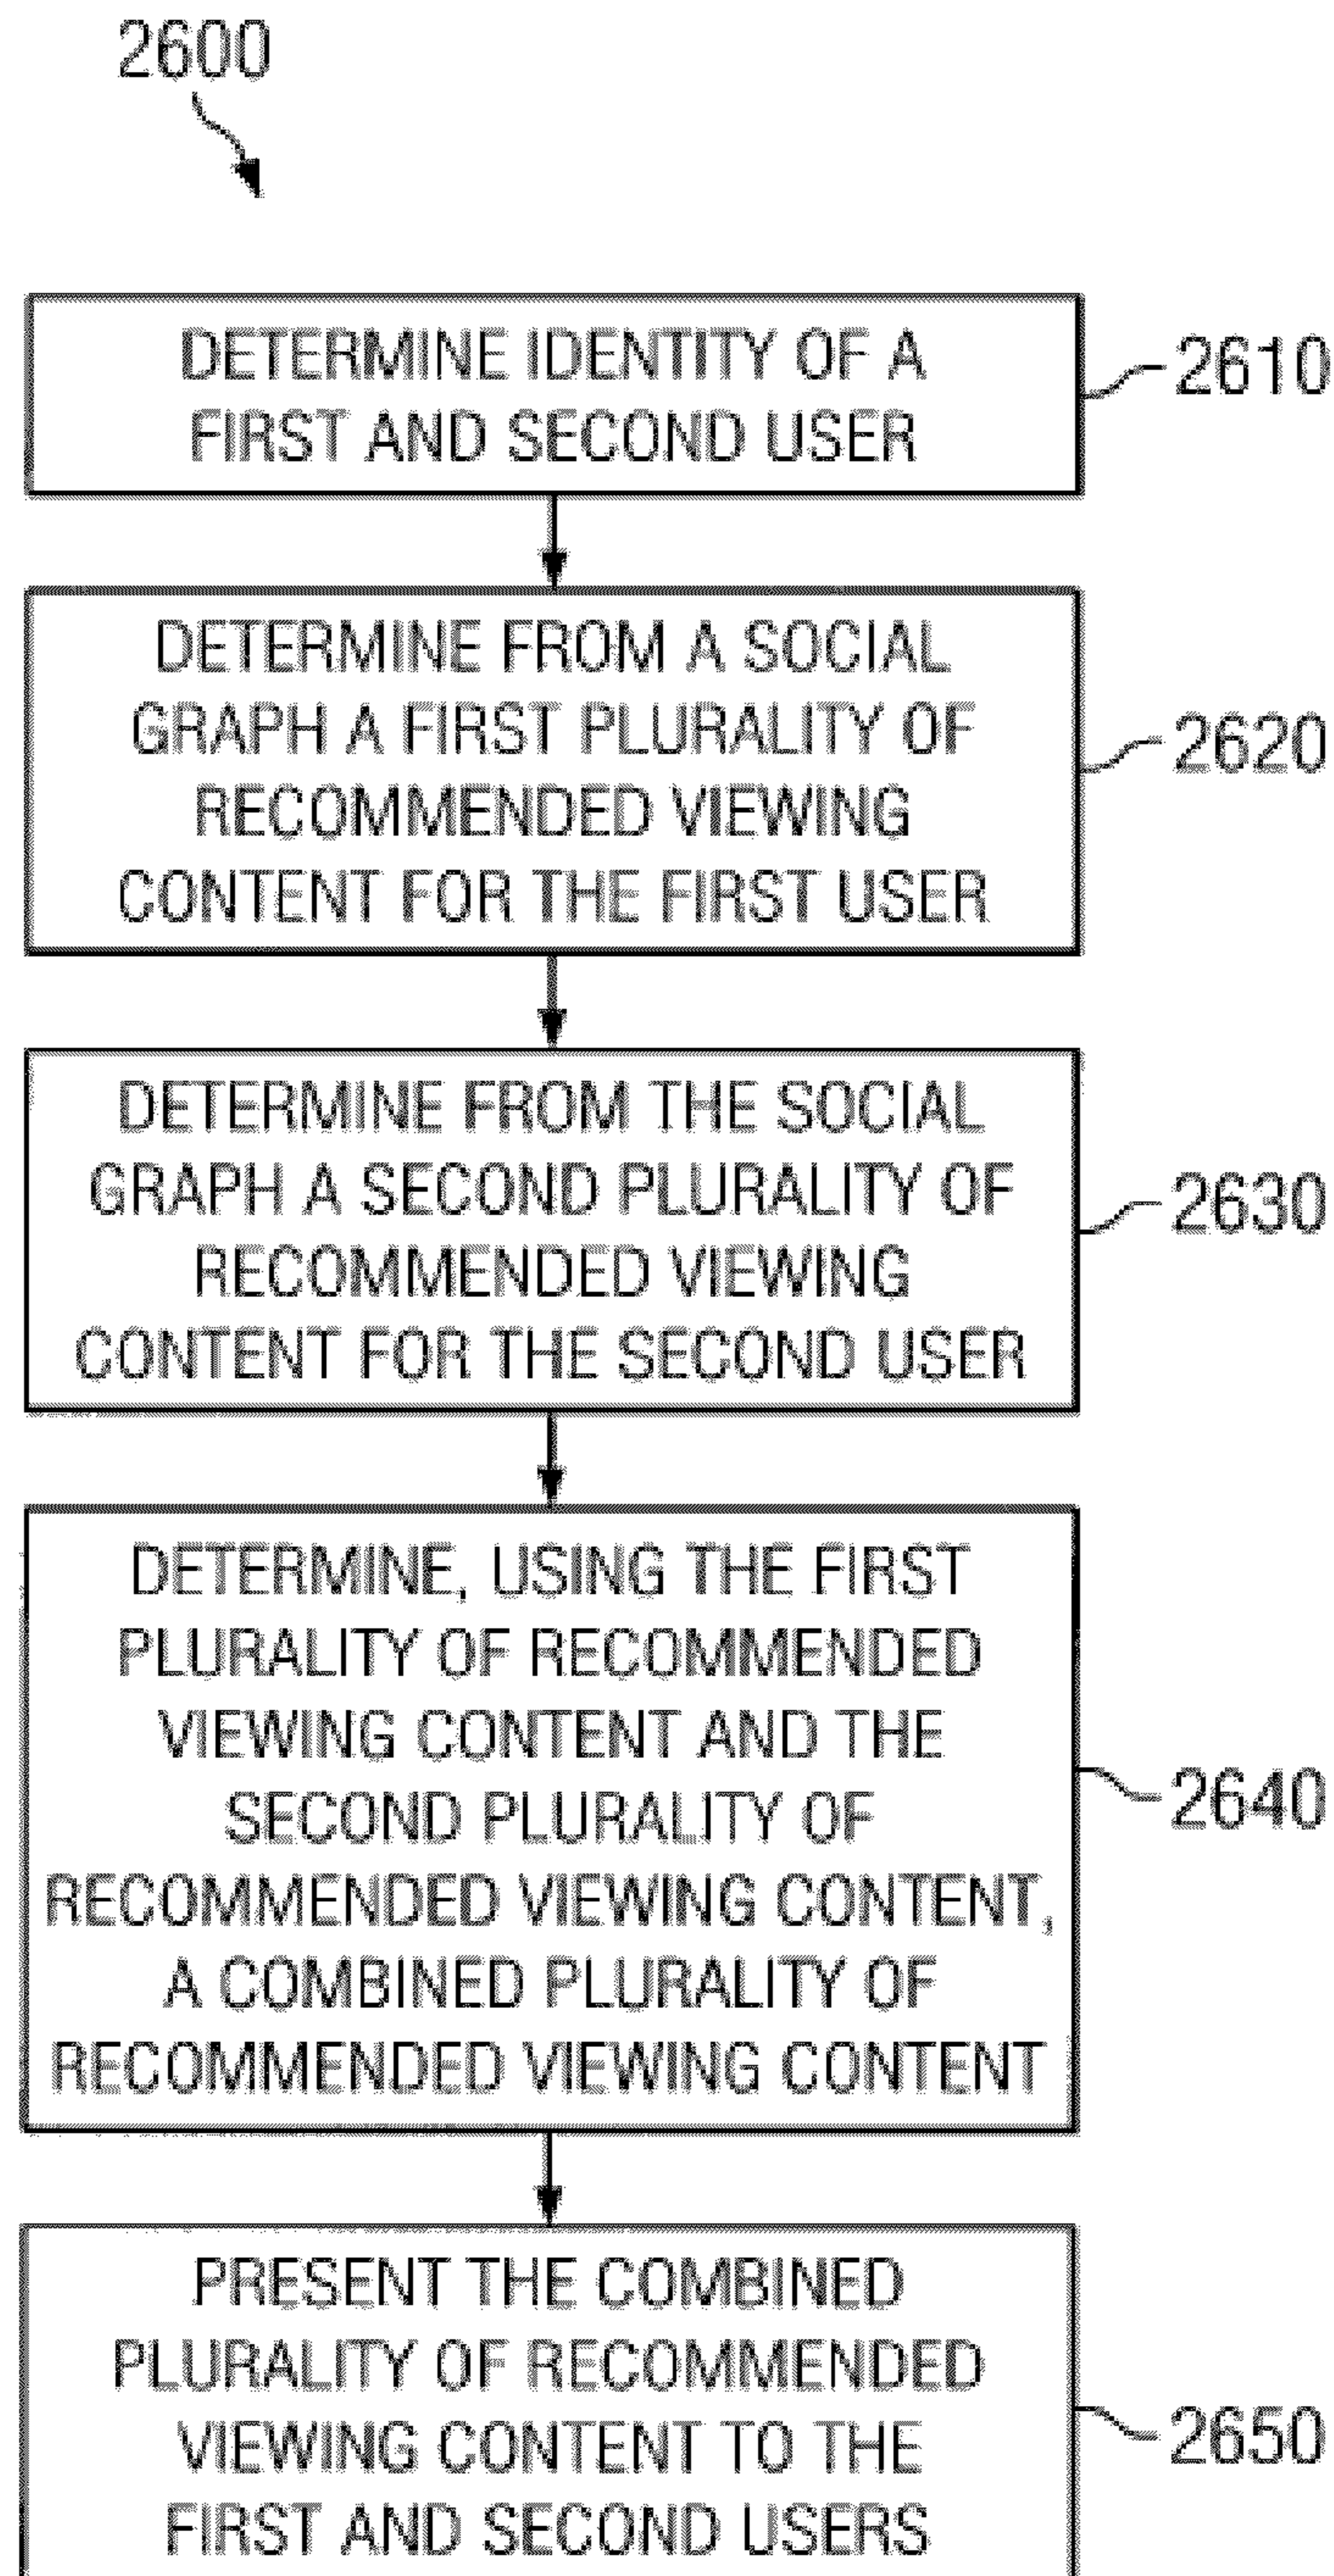 2600
DETERMINE IDENTITY OF A
FIRST AND SECOND USER
2610
DETERMINE FROM A SOCIAL
GRAPH A FIRST PLURALITY OF
RECOMMENDED VIEWING
CONTENT FOR THE FIRST USER
2620
DETERMINE FROM THE SOCIAL
GRAPH A SECOND PLURALITY OF
RECOMMENDED VIEWING
CONTENT FOR THE SECOND USER
2630
DETERMINE, USING THE FIRST
PLURALITY OF RECOMMENDED
VIEWING CONTENT AND THE
SECOND PLURALITY OF
RECOMMENDED VIEWING CONTENT,
A COMBINED PLURALITY OF
RECOMMENDED VIEWING CONTENT
2640
PRESENT THE COMBINED
PLURALITY OF RECOMMENDED
VIEWING CONTENT TO THE
FIRST AND SECOND USERS
2650